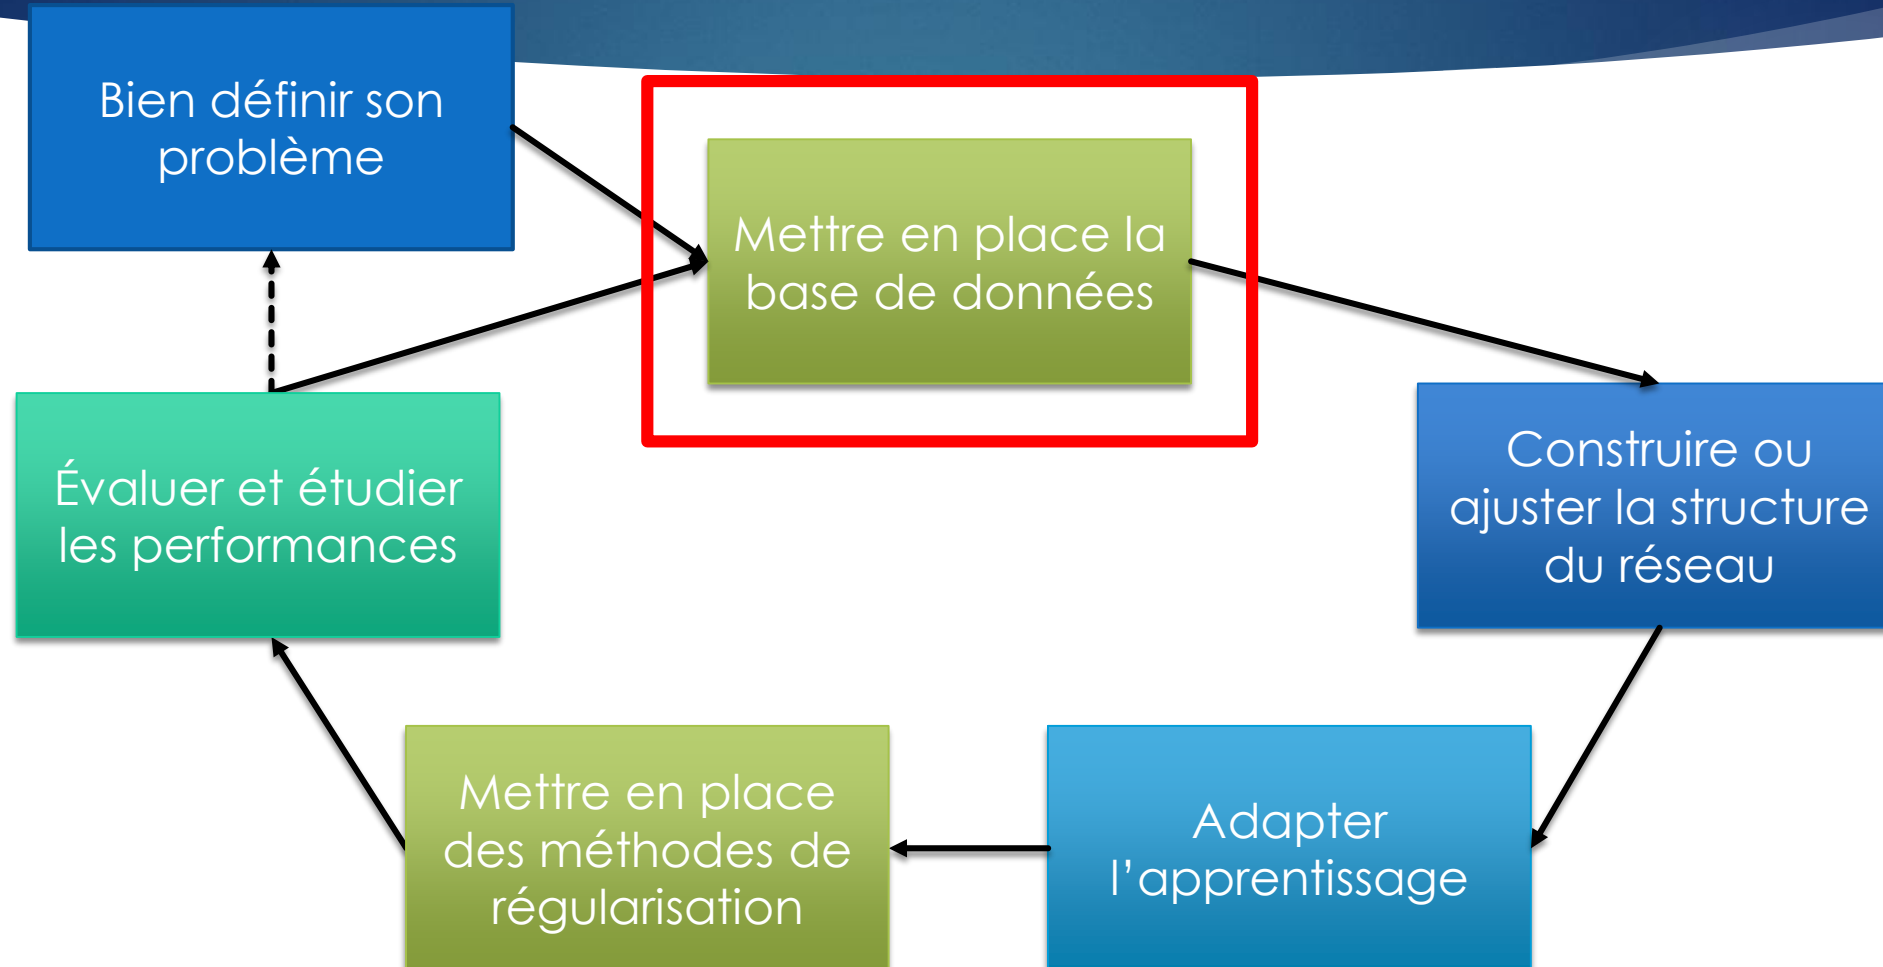 Bien définir son
problème
Mettre en place la
base de données
Construire ou
ajuster la structure
du réseau
Adapter
l’apprentissage
Mettre en place
des méthodes de
régularisation
Évaluer et étudier
les performances